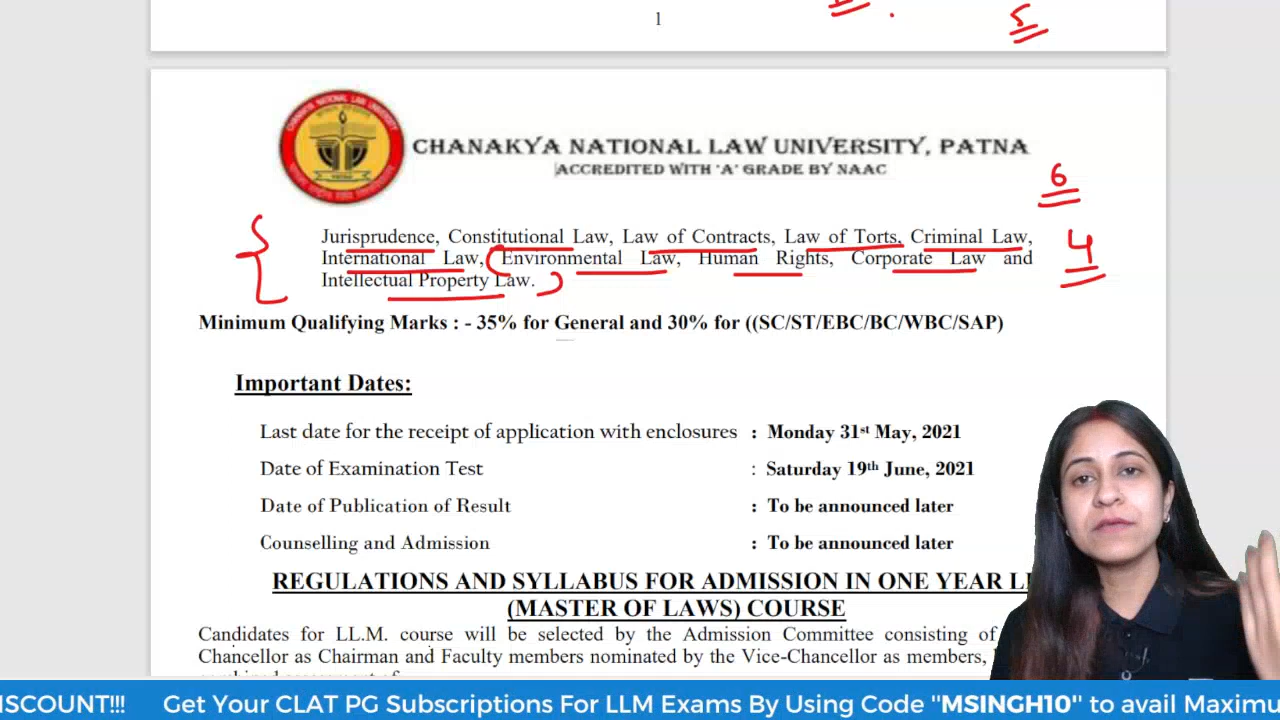 1
5
CHANAKYA NATIONAL LAW UNIVERSITY, PATNA
ACCREDITED WITH 'A' GRADE BY NAAC
6
Jurisprudence, Constitutional Law, Law of Contracts, Law of Torts, Criminal Law,
4
International Law, Environmental Law, Human Rights, Corporate Law and
Intellectual Property Law.
Minimum Qualifying Marks : - 35% for General and 30% for ((SC/ST/EBC/BC/WBC/SAP)
Important Dates:
Last date for the receipt of application with enclosures : Monday 31st May, 2021
Date of Examination Test : Saturday 19th June, 2021
Date of Publication of Result : To be announced later
Counselling and Admission : To be announced later
REGULATIONS AND SYLLABUS FOR ADMISSION IN ONE YEAR
(MASTER OF LAWS) COURSE
Candidates for LL.M. course will be selected by the Admission Committee consisting of
Chancellor as Chairman and Faculty members nominated by the Vice-Chancellor as members,
ISCOUNT!!! Get Your CLAT PG Subscriptions For LLM Exams By Using Code "MSINGH10" to avail Maximu